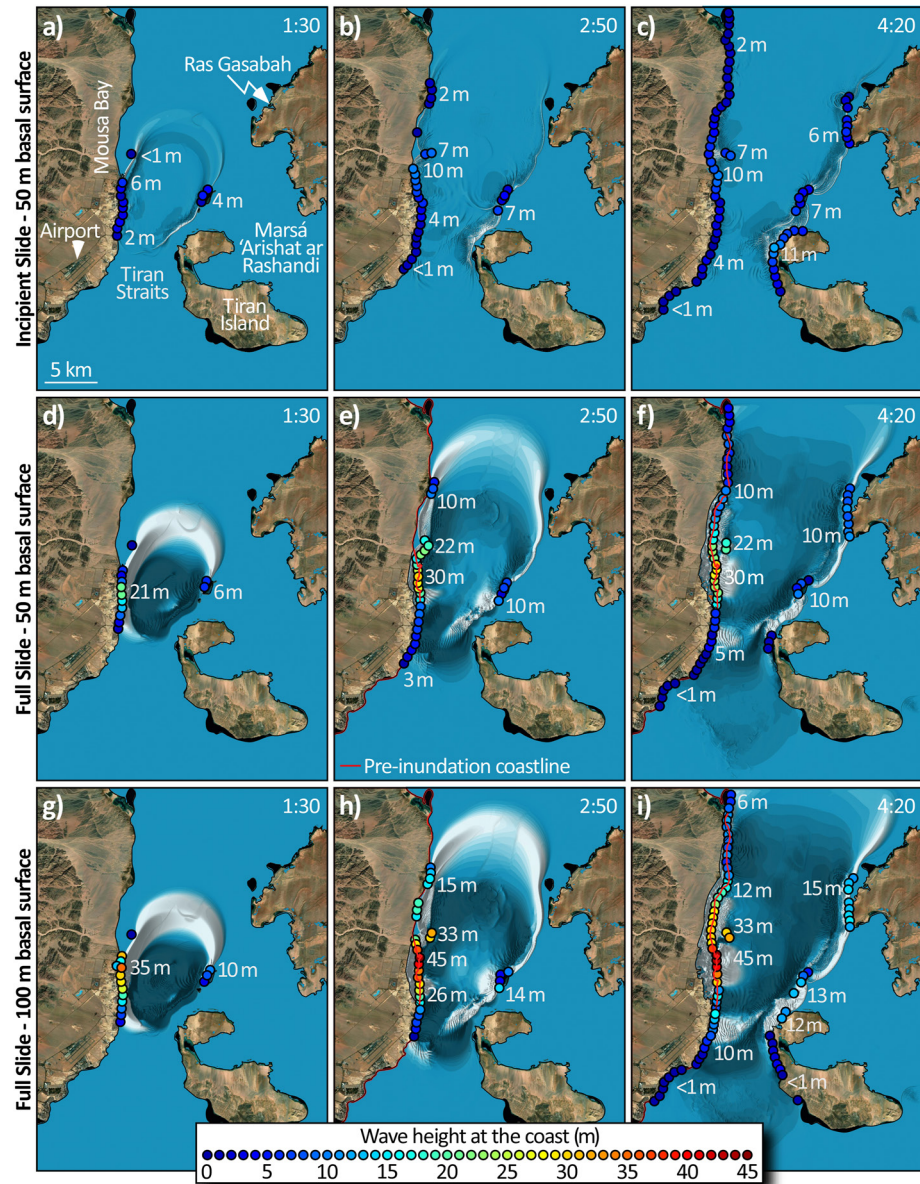 Incipient Slide - 50 m basal surface
a)
1:30
Ras Gasabah
Mousa Bay
<1 m
6 m
4 m
Airport
2 m
Marsá
'Arishat ar
Rashandi
Tiran
Straits
Tiran
Island
5 km
b)
2:50
2 m
7 m
10 m
4 m
7 m
<1 m
c)
4:20
2 m
6 m
7 m
10 m
7 m
11 m
4 m
<1 m
Full Slide - 50 m basal surface
d)
1:30
21 m
6 m
e)
2:50
10 m
22 m
30 m
10 m
3 m
Pre-inundation coastline
f)
4:20
10 m
10 m
22 m
30 m
10 m
5 m
<1 m
Full Slide - 100 m basal surface
g)
1:30
35 m
10 m
h)
2:50
15 m
33 m
45 m
26 m
14 m
i)
4:20
6 m
12 m
15 m
33 m
45 m
13 m
12 m
10 m
<1 m
<1 m
Wave height at the coast (m)
0 5 10 15 20 25 30 35 40 45